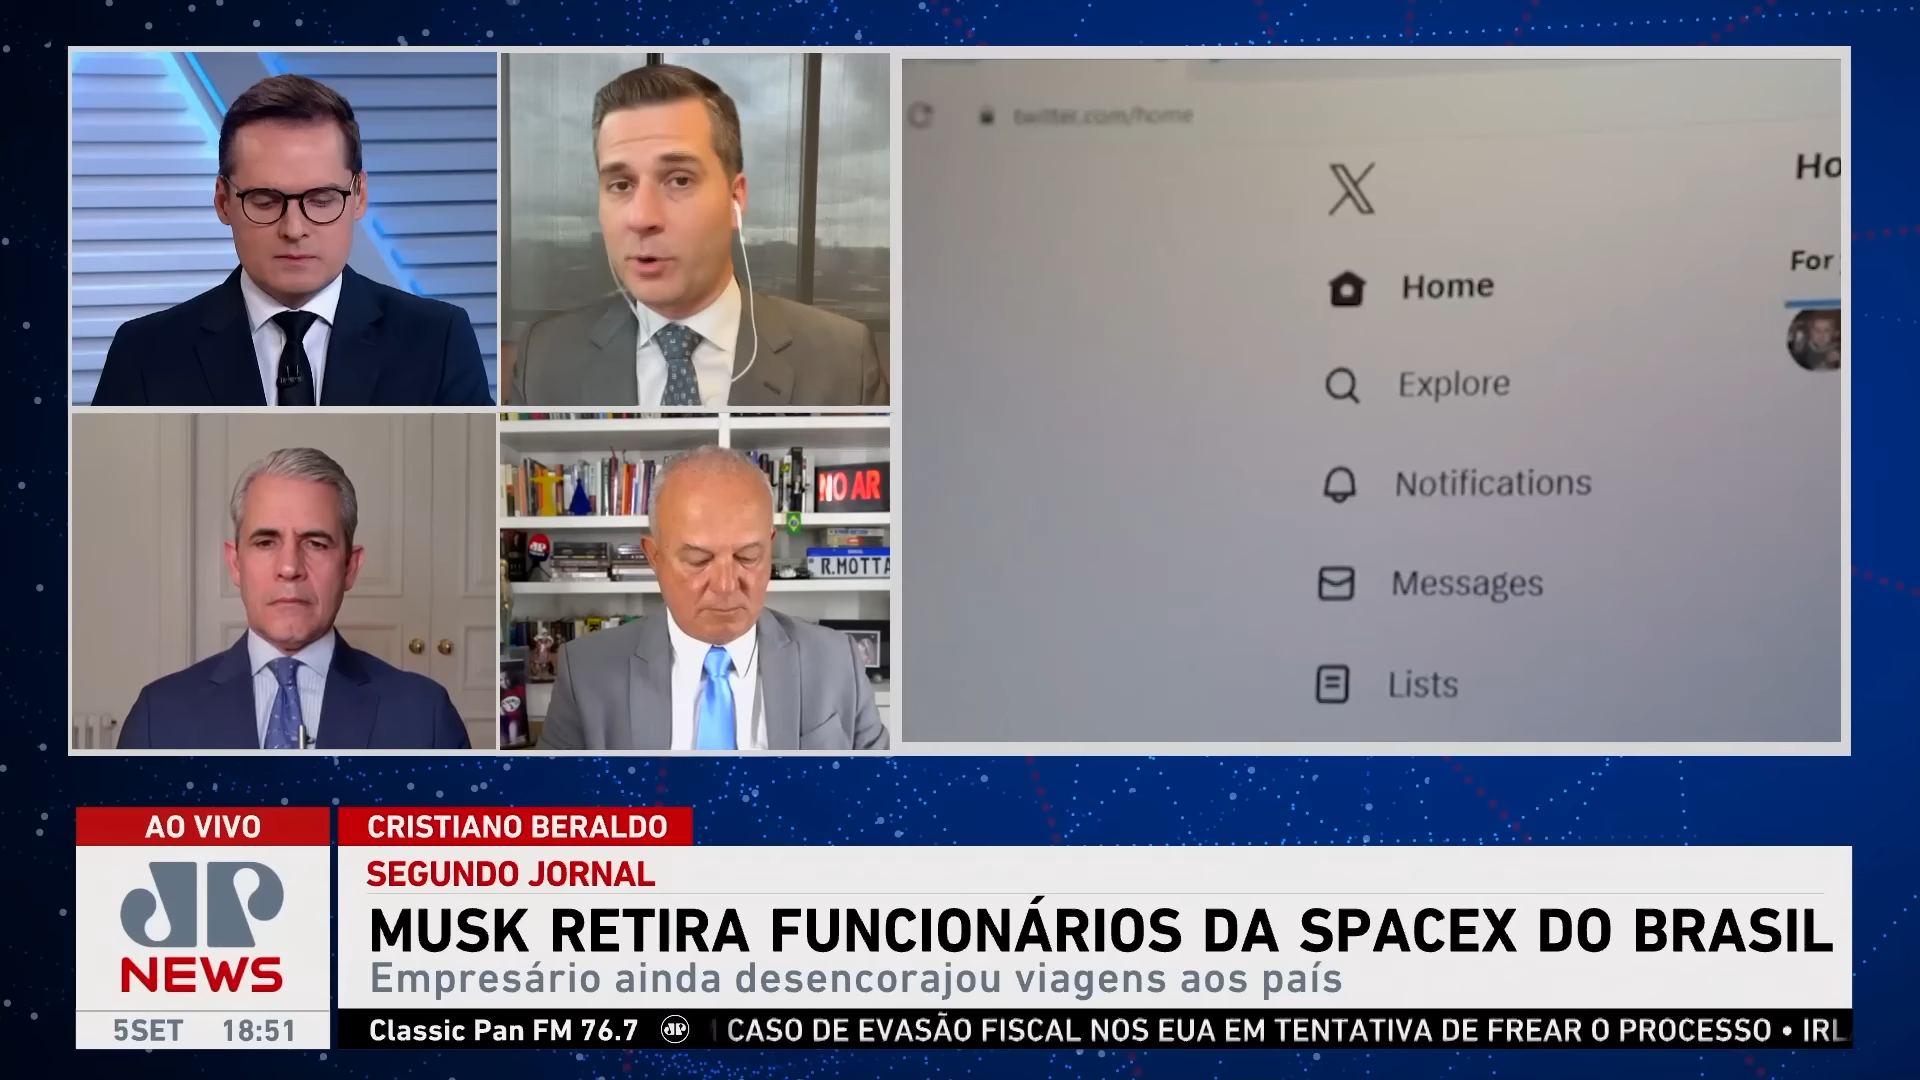 twitter.com/home
X
Ho
Home
For
Explore
Notifications
Messages
Lists
NO AR
R.MOTTA
AO VIVO
CRISTIANO BERALDO
JP
NEWS
SEGUNDO JORNAL
MUSK RETIRA FUNCIONÁRIOS DA SPACEX DO BRASIL
Empresário ainda desencorajou viagens aos país
5SET 18:51
Classic Pan FM 76.7 JP CASO DE EVASÃO FISCAL NOS EUA EM TENTATIVA DE FREAR O PROCESSO • IRL